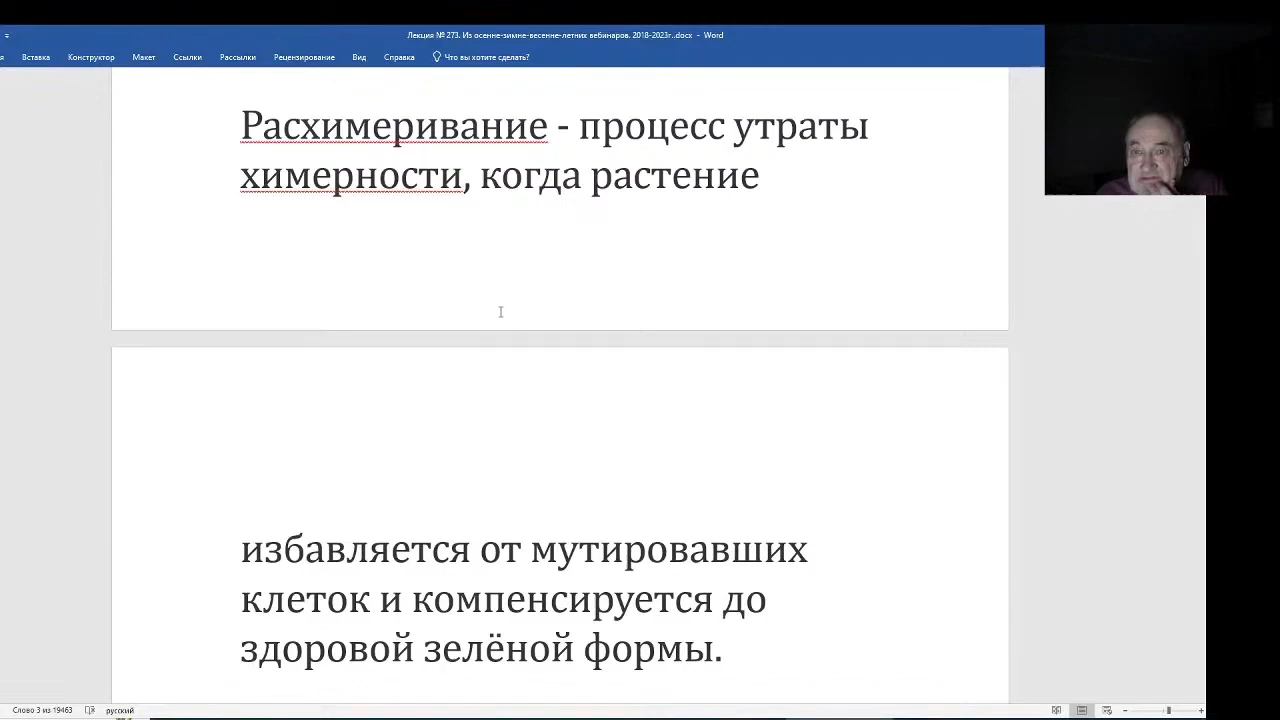 Лекция № 273. Из осенне-зимне-весенне-летних вебинаров. 2018-2023г..docx - Word
я Вставка Конструктор Макет Ссылки Рассылки Рецензирование Вид Справка Что вы хотите сделать?
Расхимеривание - процесс утраты
химерности, когда растение
избавляется от мутировавших
клеток и компенсируется до
здоровой зелёной формы.
Слово 3 из 19463 русский